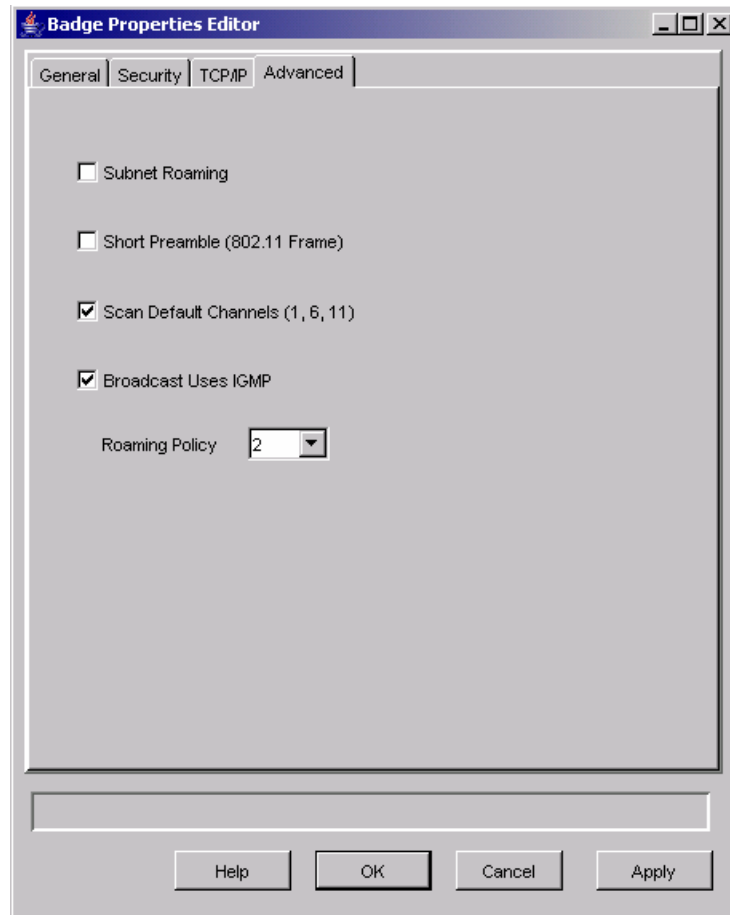 Badge Properties Editor
General Security TCP/IP Advanced
Subnet Roaming
Short Preamble (802.11 Frame)
Scan Default Channels (1, 6, 11)
Broadcast Uses IGMP
Roaming Policy 2
Help OK Cancel Apply